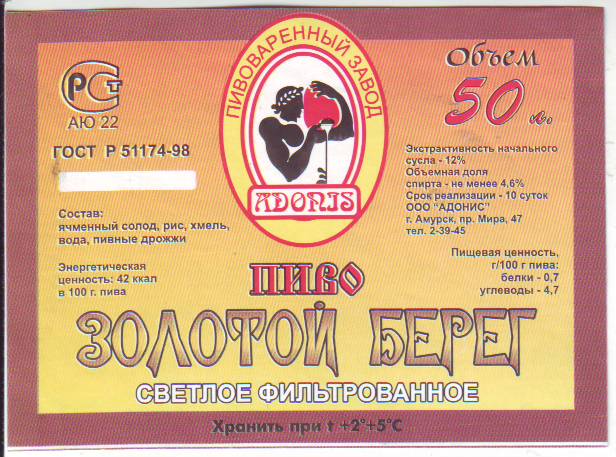 ПИВОВАРЕННЫЙ ЗАВОД
ADONIS
РСТ
АЮ 22
ГОСТ Р 51174-98
Состав:
ячменный солод, рис, хмель,
вода, пивные дрожжи
Энергетическая
ценность: 42 ккал
в 100 г. пива
Объем
50 л.
Экстрактивность начального
сусла - 12%
Объемная доля
спирта - не менее 4,6%
Срок реализации - 10 суток
ООО "АДОНИС"
г. Амурск, пр. Мира, 47
тел. 2-39-45
Пищевая ценность,
г/100 г пива:
белки - 0,7
углеводы - 4,7
ПИВО
ЗОЛОТОЙ БЕРЕГ
СВЕТЛОЕ ФИЛЬТРОВАННОЕ
Хранить при t +2°+5°С